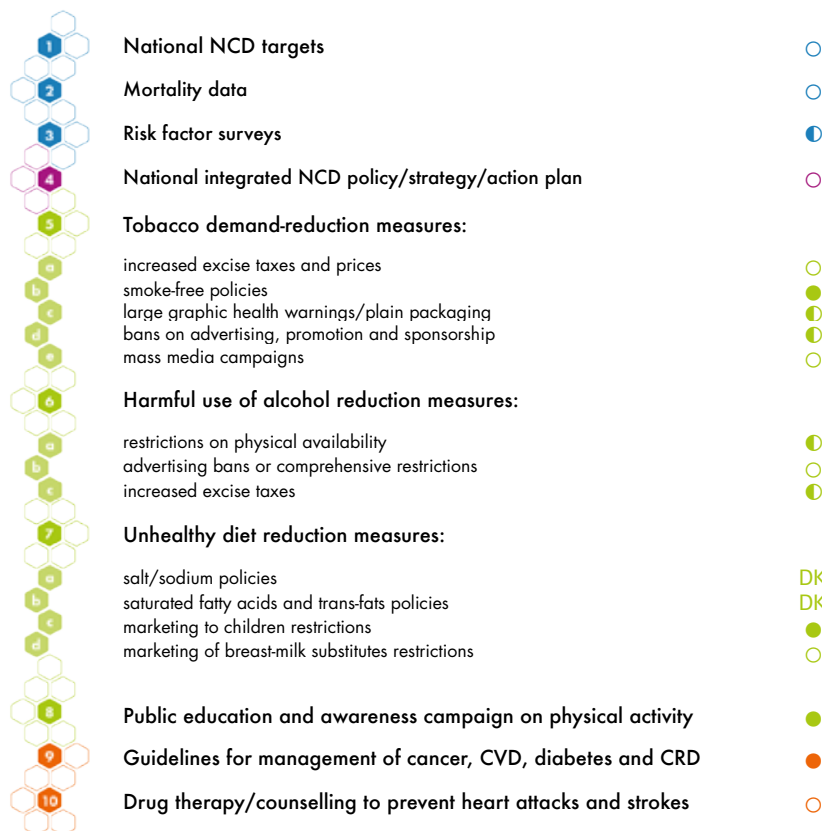 1 National NCD targets ○
2 Mortality data ○
3 Risk factor surveys ◐
4 National integrated NCD policy/strategy/action plan ○
5 Tobacco demand-reduction measures:
a increased excise taxes and prices ○
b smoke-free policies ●
c large graphic health warnings/plain packaging ◐
d bans on advertising, promotion and sponsorship ◐
e mass media campaigns ○
6 Harmful use of alcohol reduction measures:
a restrictions on physical availability ◐
b advertising bans or comprehensive restrictions ○
c increased excise taxes ◐
7 Unhealthy diet reduction measures:
a salt/sodium policies DK
b saturated fatty acids and trans-fats policies DK
c marketing to children restrictions ●
d marketing of breast-milk substitutes restrictions ○
8 Public education and awareness campaign on physical activity ●
9 Guidelines for management of cancer, CVD, diabetes and CRD ●
10 Drug therapy/counselling to prevent heart attacks and strokes ○